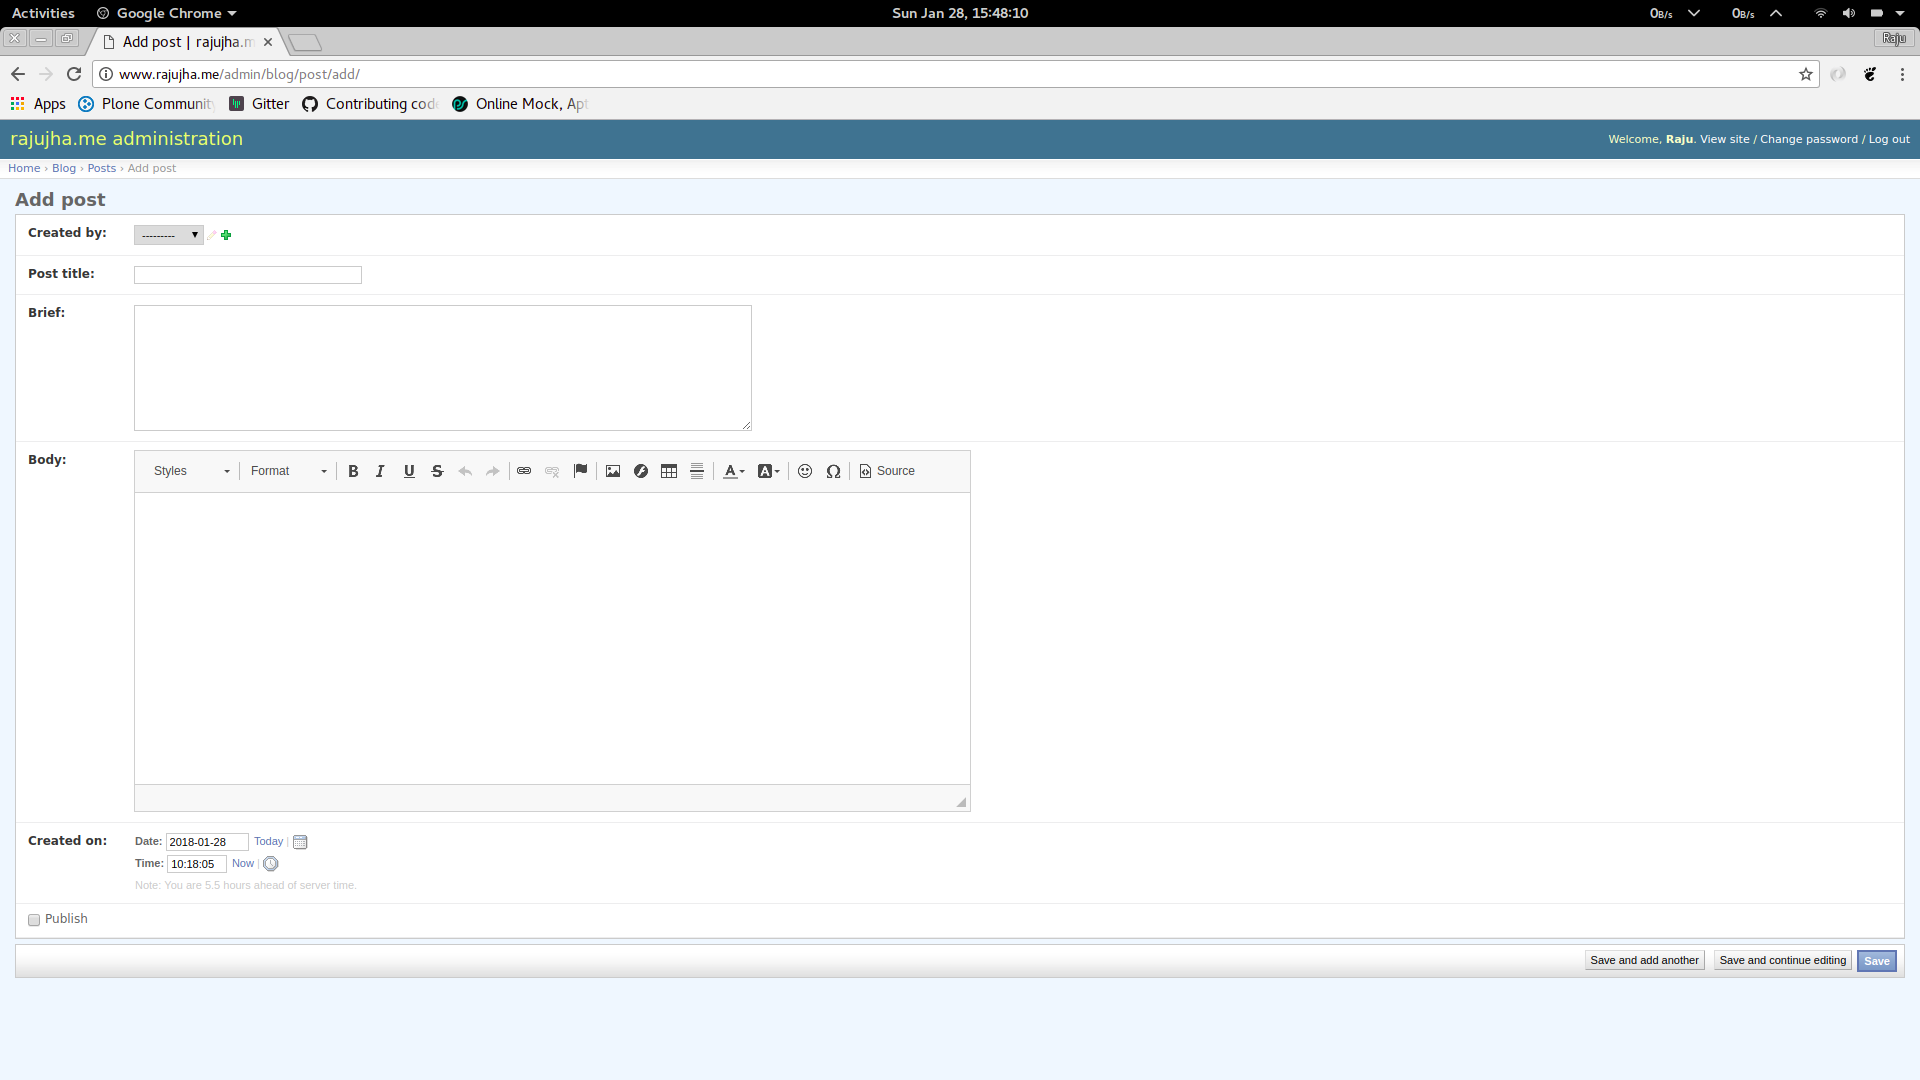 Activities Google Chrome Sun Jan 28, 15:48:10 0B/s 0B/s
Add post | rajujha.m Raju
www.rajujha.me/admin/blog/post/add/
Apps Plone Communit Gitter Contributing code Online Mock, Apt
rajujha.me administration Welcome, Raju. View site / Change password / Log out
Home › Blog › Posts › Add post
Add post
Created by: ---------
Post title:
Brief:
Body: Styles Format B I U S A A Ω Source
Created on: Date: 2018-01-28 Today |
Time: 10:18:05 Now |
Note: You are 5.5 hours ahead of server time.
Publish
Save and add another Save and continue editing Save